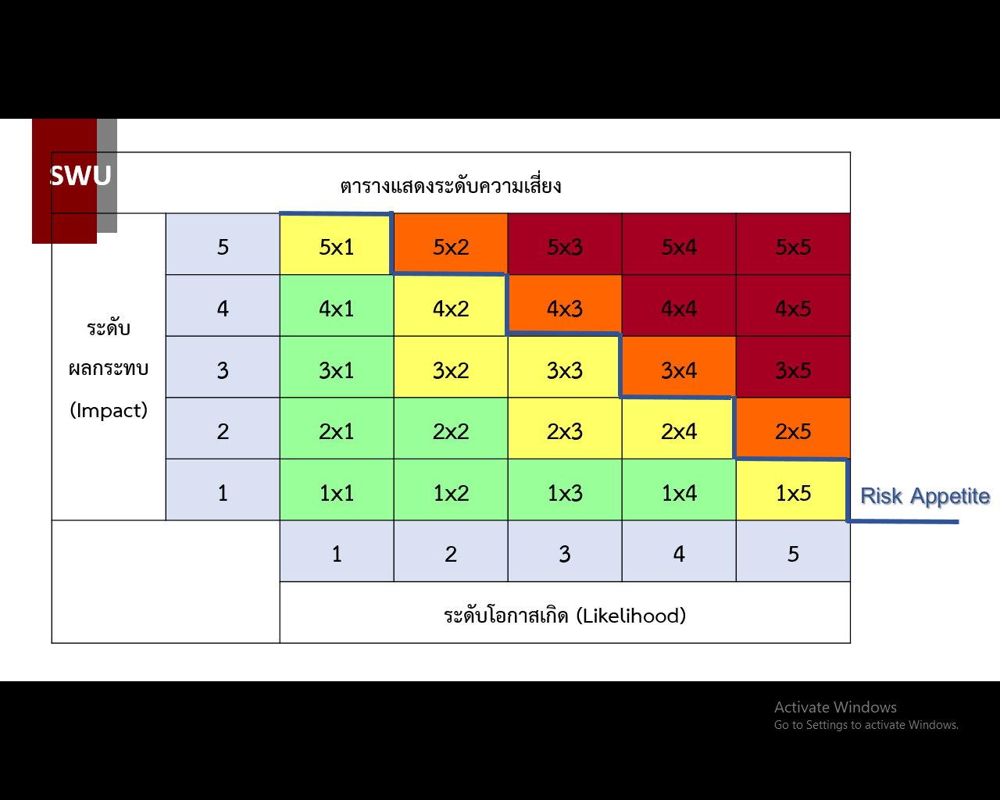 SWU
ตารางแสดงระดับความเสี่ยง
5 5x1 5x2 5x3 5x4 5x5
4 4x1 4x2 4x3 4x4 4x5
ระดับ
ผลกระทบ
(Impact)
3 3x1 3x2 3x3 3x4 3x5
2 2x1 2x2 2x3 2x4 2x5
1 1x1 1x2 1x3 1x4 1x5
Risk Appetite
1 2 3 4 5
ระดับโอกาสเกิด (Likelihood)
Activate Windows
Go to Settings to activate Windows.